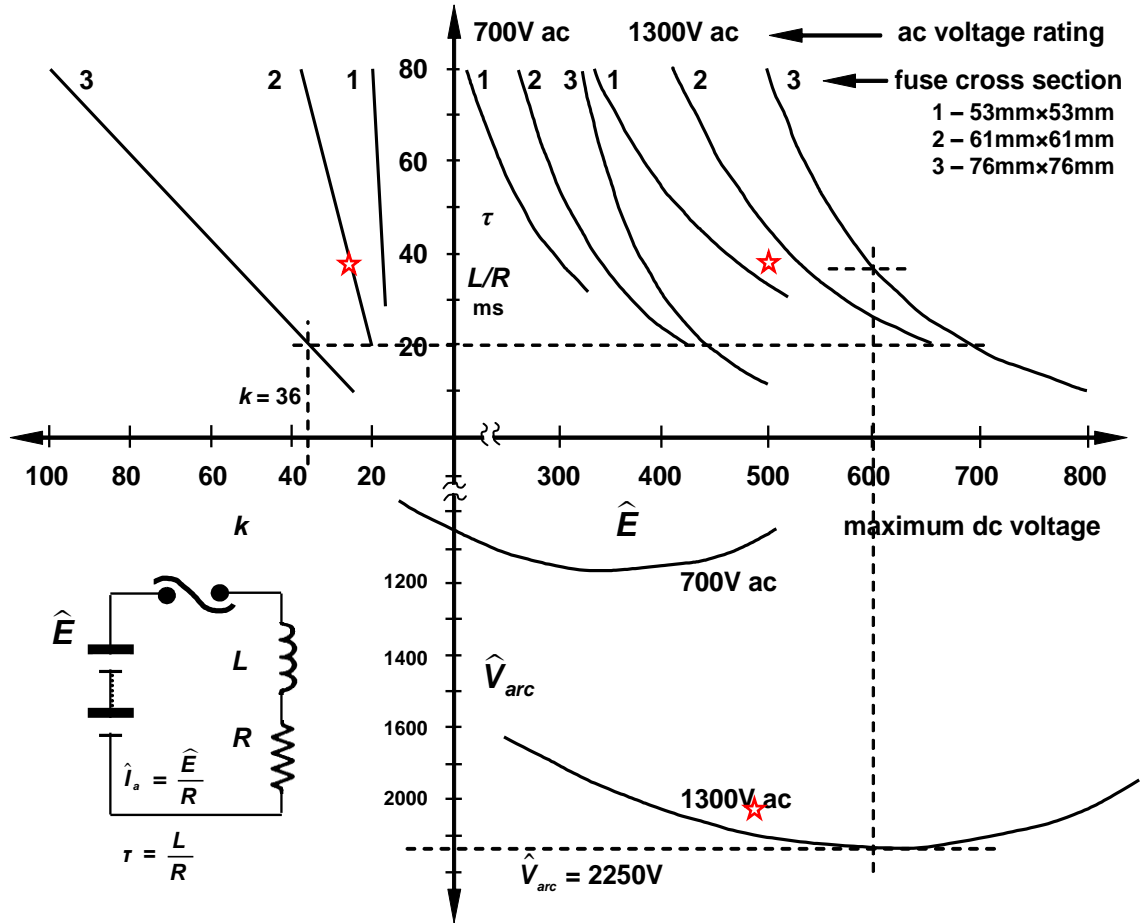 700V ac 1300V ac ac voltage rating
80 3 2 1 1 2 3 1 2 3 fuse cross section
1 – 53mm×53mm
2 – 61mm×61mm
3 – 76mm×76mm
60
τ
40
L/R
ms
20
k = 36
100 80 60 40 20 300 400 500 600 700 800
k Ê maximum dc voltage
700V ac
1200
1400
V̂arc
1600
1300V ac
2000
V̂arc = 2250V
Ê
L
R
Îa = Ê/R
τ = L/R